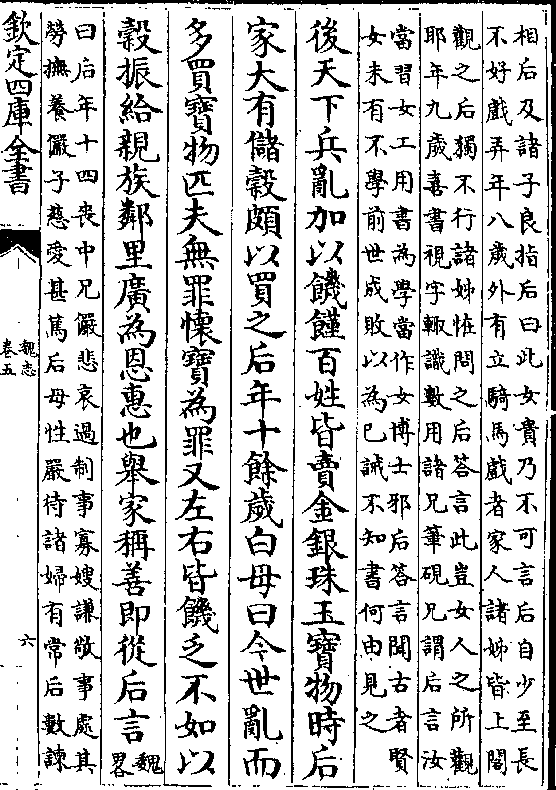 相后及諸子良指后曰此女貴乃不可言后自少至長
不好戲弄年八歲外有立騎馬戲者家人諸姊皆上閣
觀之后獨不行諸姊怪問之后答言此豈女人之所觀
耶年九歲喜書視字輒識數用諸兄筆硯兄謂后言汝
當習女工用書為學當作女博士邪后答言聞古者賢
女未有不學前世成敗以為已誡不知書何由見之
後天下兵亂加以饑饉百姓皆賣金銀珠玉寶物時后
家大有儲穀頗以買之后年十餘歲白母曰今世亂而
多買寶物匹夫無罪懷寶為罪又左右皆饑乏不如以
穀振給親族鄰里廣為恩惠也舉家稱善即從后言
魏
畧
曰后年十四喪中兄儼悲哀過制事寡嫂謙敬事處其
勞撫養儼子慈愛甚篤后母性嚴待諸婦有常后數諫
欽定四庫全書
魏志
卷五
六